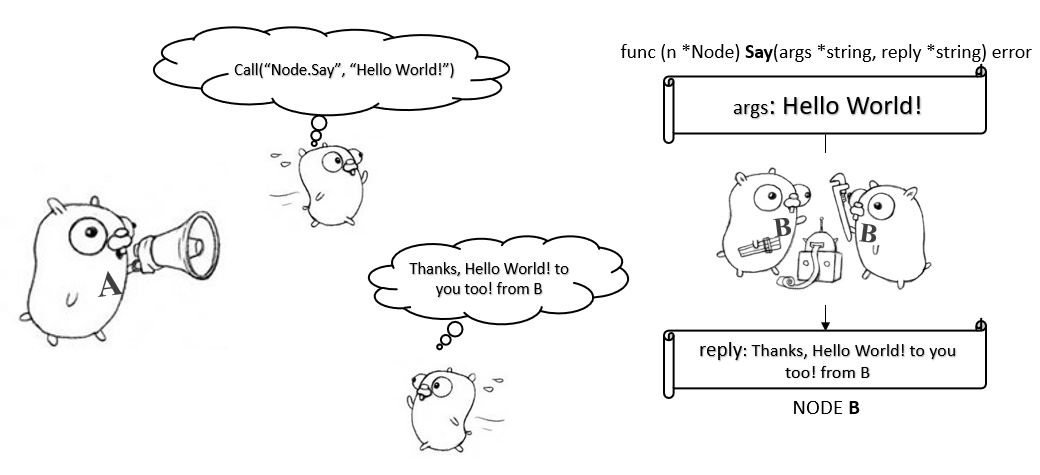 Call(“Node.Say”, “Hello World!”)
A
Thanks, Hello World! to
you too! from B
func (n *Node) Say(args *string, reply *string) error
args: Hello World!
B
B
reply: Thanks, Hello World! to you
too! from B
NODE B